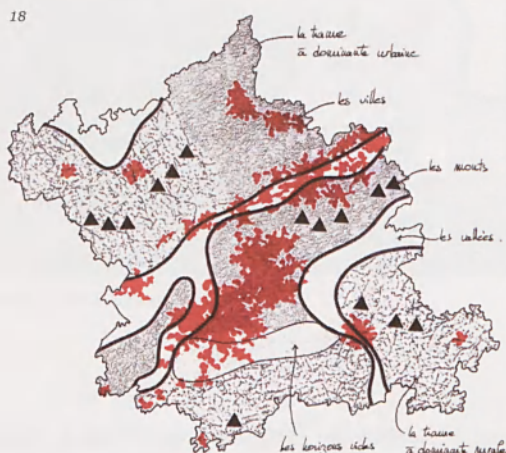 18
la trame
à dominante urbaine
les villes
les monts
les vallées.
les horizons vides
la trame
à dominante rurale